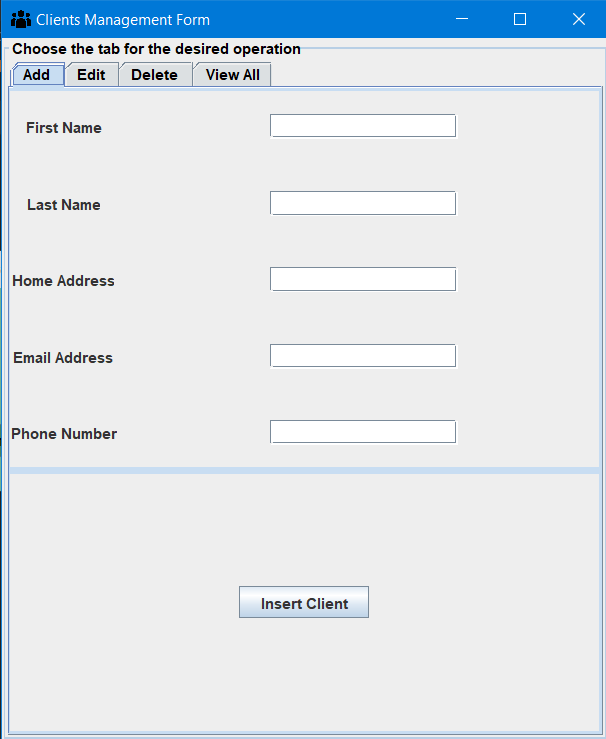 Clients Management Form
Choose the tab for the desired operation
Add Edit Delete View All
First Name
Last Name
Home Address
Email Address
Phone Number
Insert Client